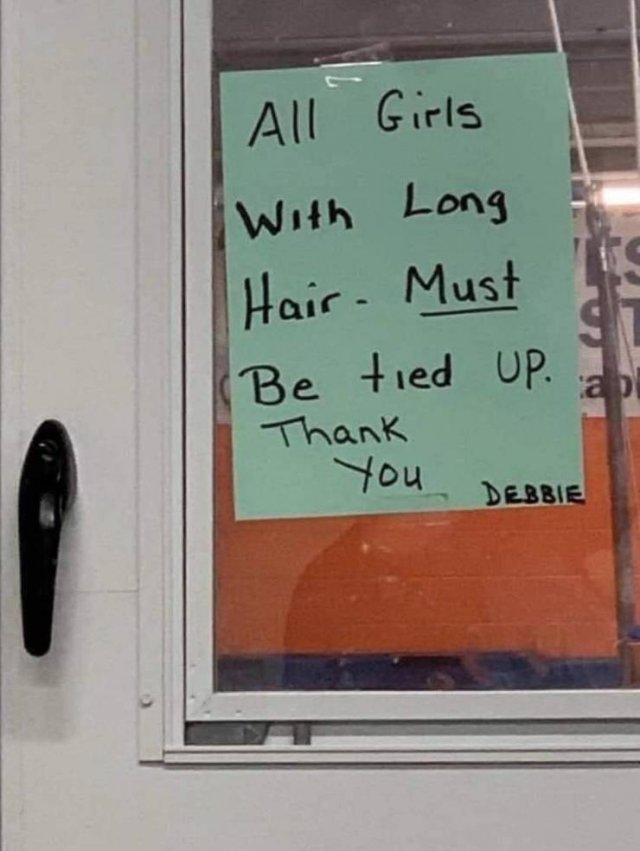 All Girls
With Long
Hair - Must
Be tied UP.
Thank
You DEBBIE